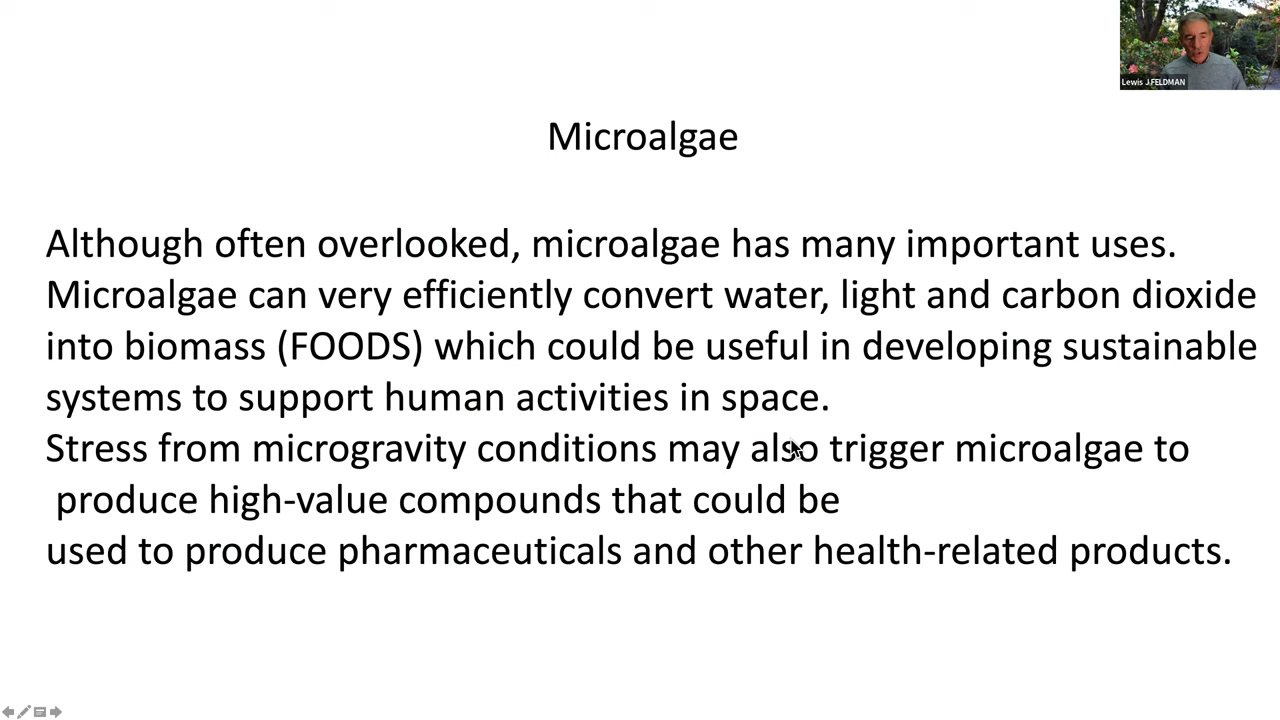 Lewis J.FELDMAN
Microalgae
Although often overlooked, microalgae has many important uses.
Microalgae can very efficiently convert water, light and carbon dioxide
into biomass (FOODS) which could be useful in developing sustainable
systems to support human activities in space.
Stress from microgravity conditions may also trigger microalgae to
produce high-value compounds that could be
used to produce pharmaceuticals and other health-related products.